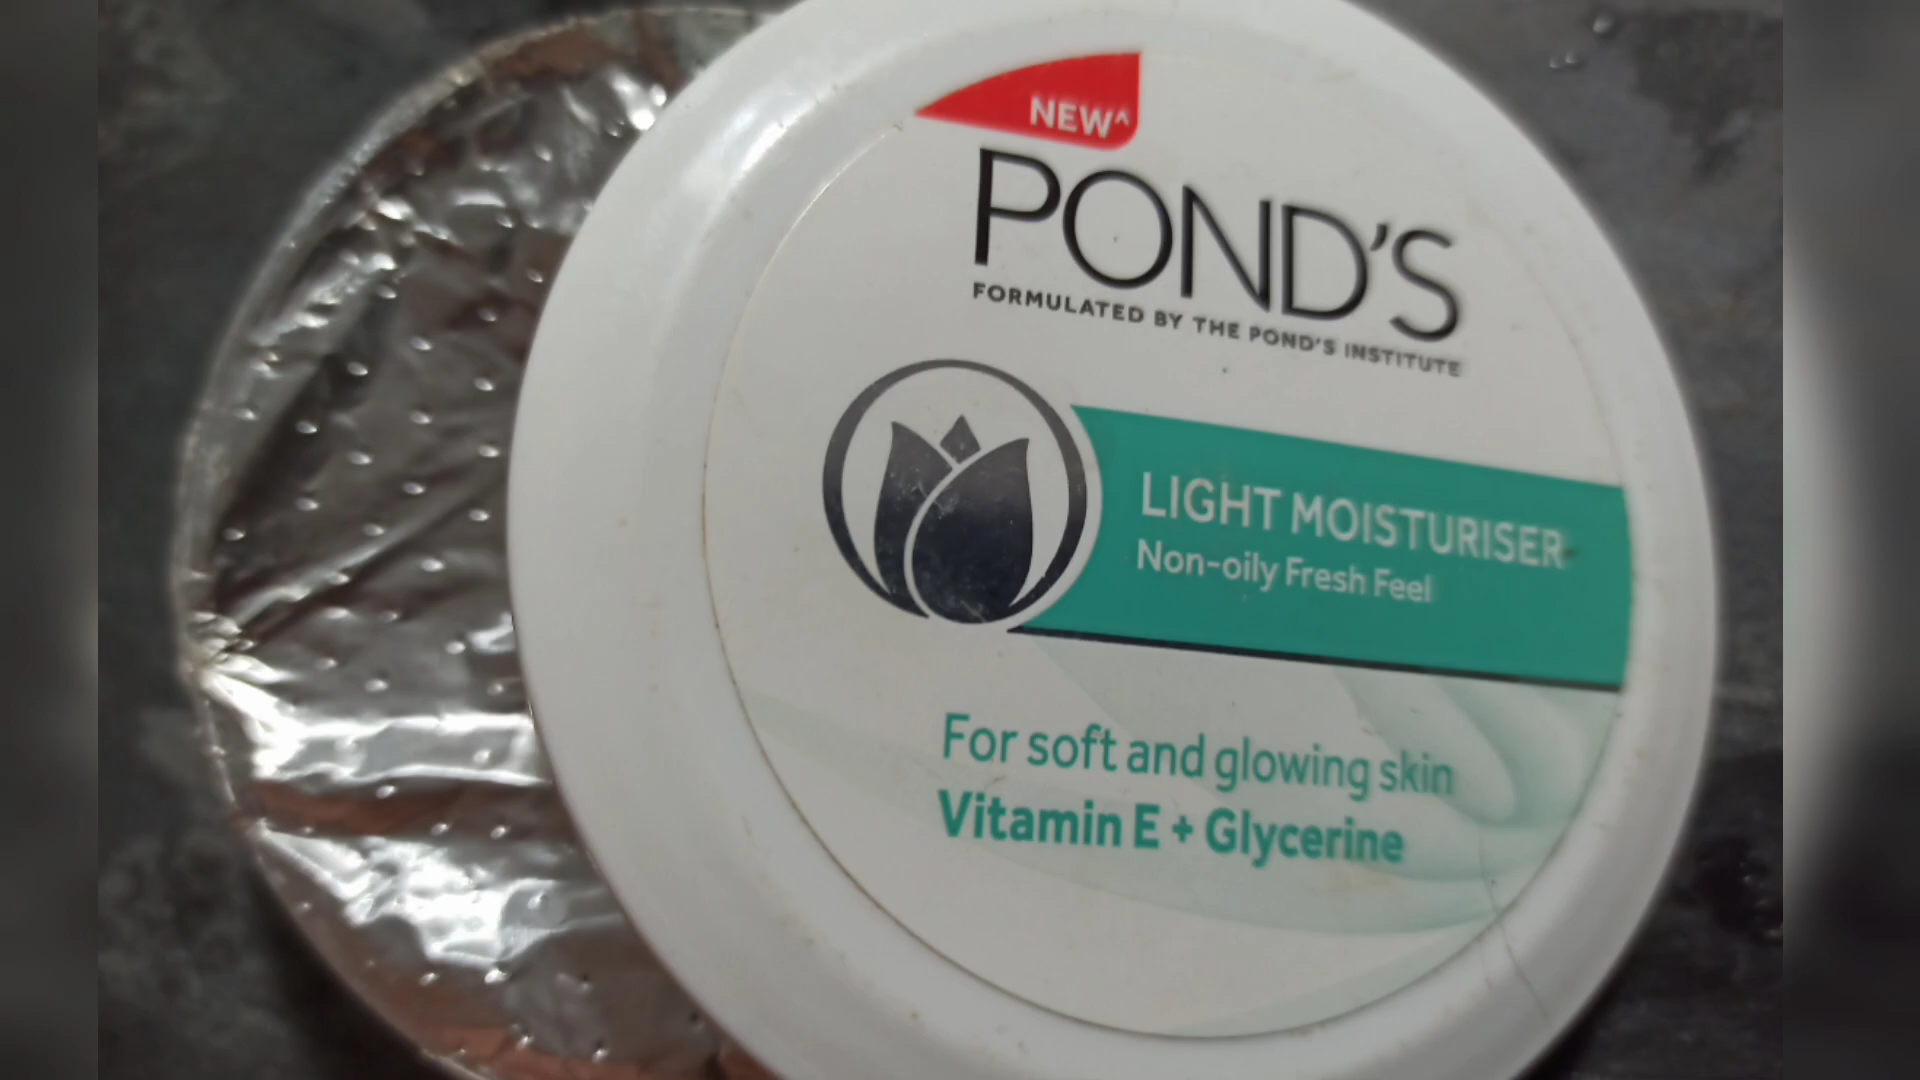 NEW^
POND'S
FORMULATED BY THE POND'S INSTITUTE
LIGHT MOISTURISER
Non-oily Fresh Feel
For soft and glowing skin
Vitamin E + Glycerine